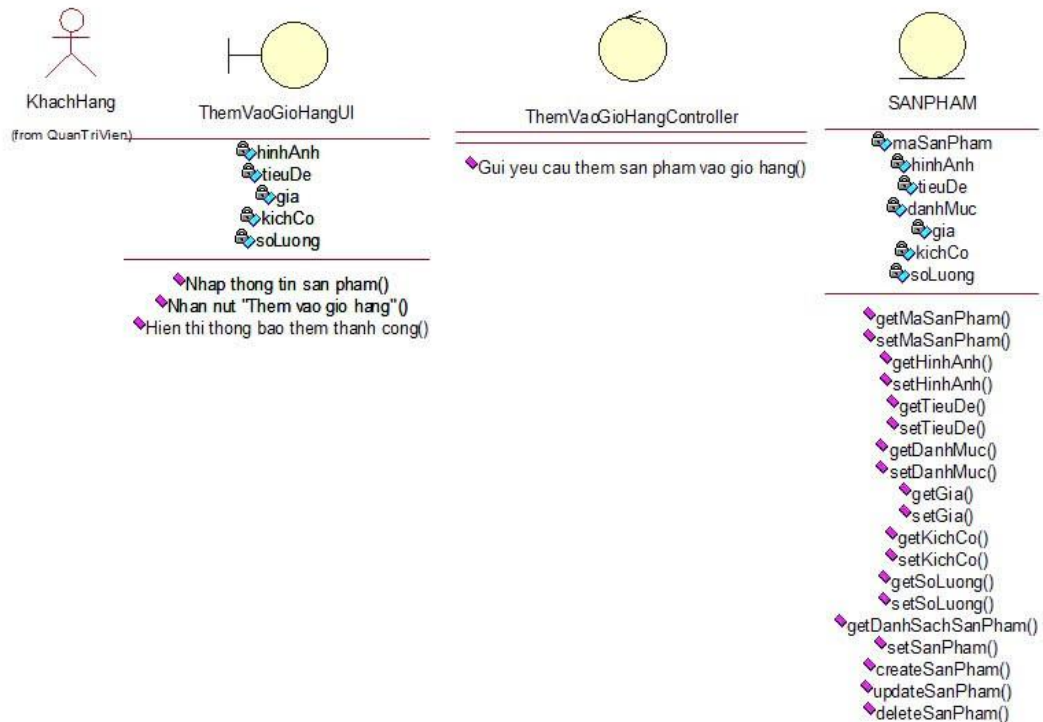 KhachHang
(from QuanTriVien)
ThemVaoGioHangUI
hinhAnh
tieuDe
gia
kichCo
soLuong
Nhap thong tin san pham()
Nhan nut "Them vao gio hang"()
Hien thi thong bao them thanh cong()
ThemVaoGioHangController
Gui yeu cau them san pham vao gio hang()
SANPHAM
maSanPham
hinhAnh
tieuDe
danhMuc
gia
kichCo
soLuong
getMaSanPham()
setMaSanPham()
getHinhAnh()
setHinhAnh()
getTieuDe()
setTieuDe()
getDanhMuc()
setDanhMuc()
getGia()
setGia()
getKichCo()
setKichCo()
getSoLuong()
setSoLuong()
getDanhSachSanPham()
setSanPham()
createSanPham()
updateSanPham()
deleteSanPham()